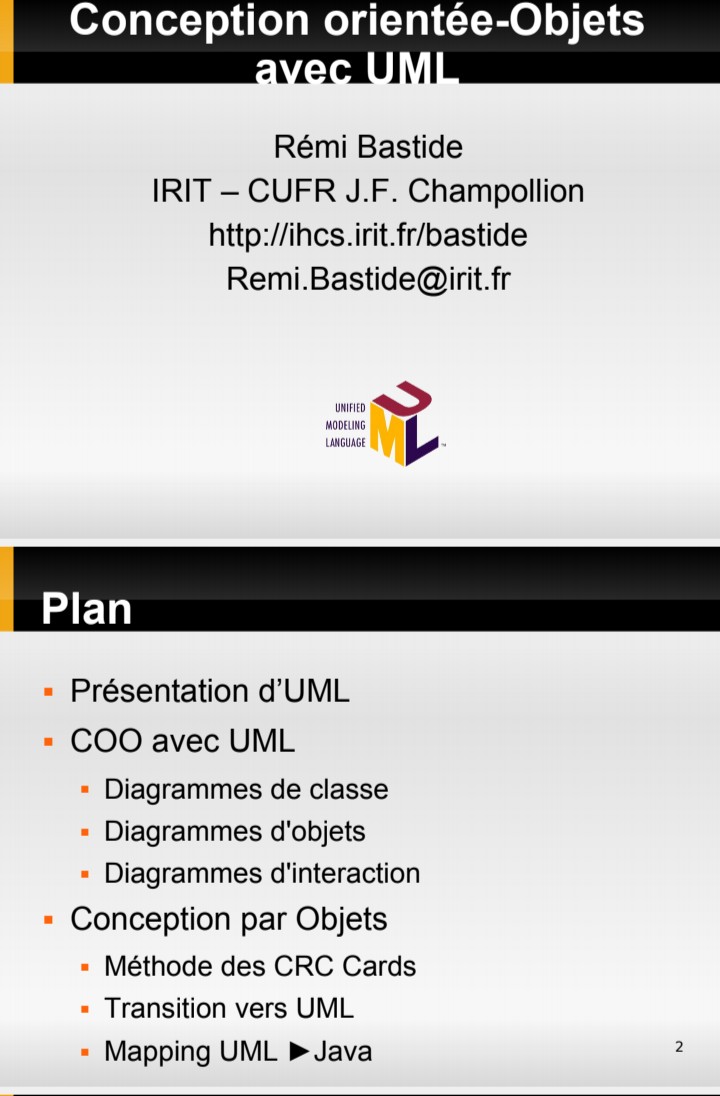 Conception orientée-Objets
avec UML
Rémi Bastide
IRIT – CUFR J.F. Champollion
http://ihcs.irit.fr/bastide
Remi.Bastide@irit.fr
UNIFIED
MODELING
LANGUAGE
UML
™
Plan
Présentation d’UML
COO avec UML
Diagrammes de classe
Diagrammes d'objets
Diagrammes d'interaction
Conception par Objets
Méthode des CRC Cards
Transition vers UML
Mapping UML ►Java
2